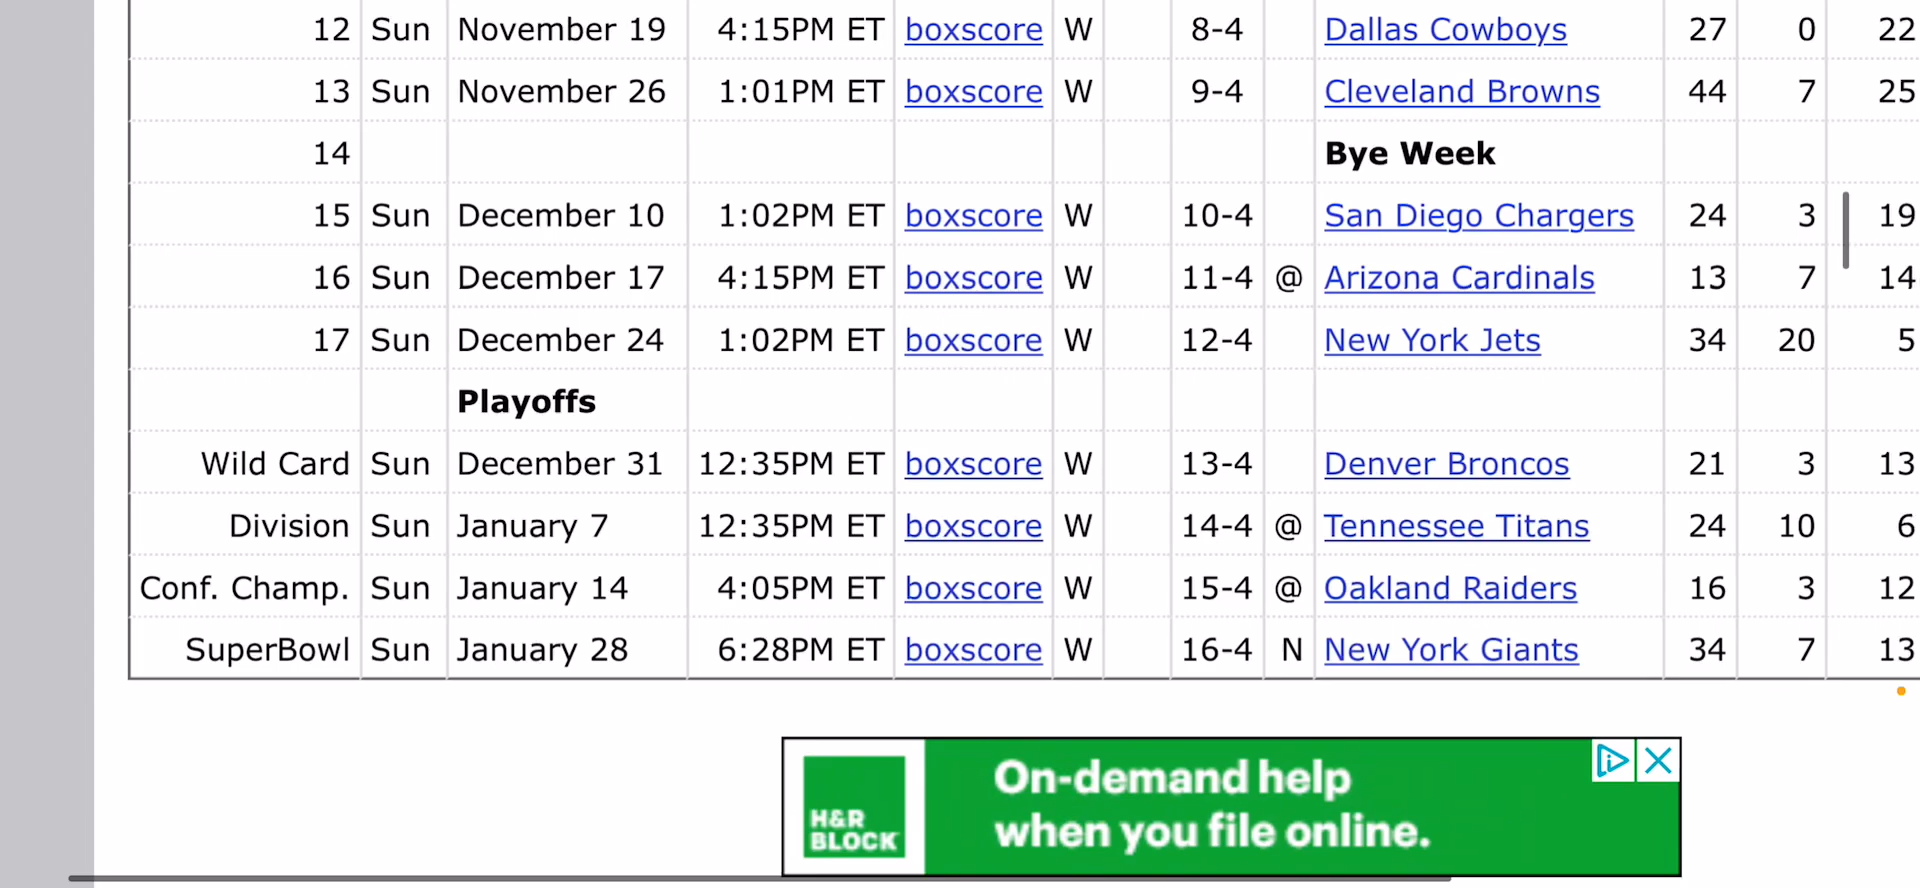 12 Sun November 19 4:15PM ET boxscore W 8-4 Dallas Cowboys 27 0 22
13 Sun November 26 1:01PM ET boxscore W 9-4 Cleveland Browns 44 7 25
14 Bye Week
15 Sun December 10 1:02PM ET boxscore W 10-4 San Diego Chargers 24 3 19
16 Sun December 17 4:15PM ET boxscore W 11-4 @ Arizona Cardinals 13 7 14
17 Sun December 24 1:02PM ET boxscore W 12-4 New York Jets 34 20 5
Playoffs
Wild Card Sun December 31 12:35PM ET boxscore W 13-4 Denver Broncos 21 3 13
Division Sun January 7 12:35PM ET boxscore W 14-4 @ Tennessee Titans 24 10 6
Conf. Champ. Sun January 14 4:05PM ET boxscore W 15-4 @ Oakland Raiders 16 3 12
SuperBowl Sun January 28 6:28PM ET boxscore W 16-4 N New York Giants 34 7 13
H&R
BLOCK
On-demand help
when you file online.